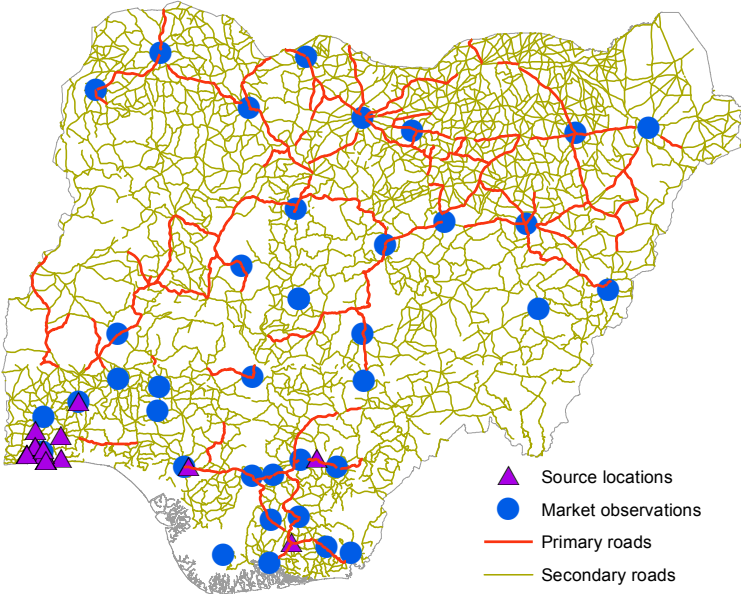 Source locations
Market observations
Primary roads
Secondary roads